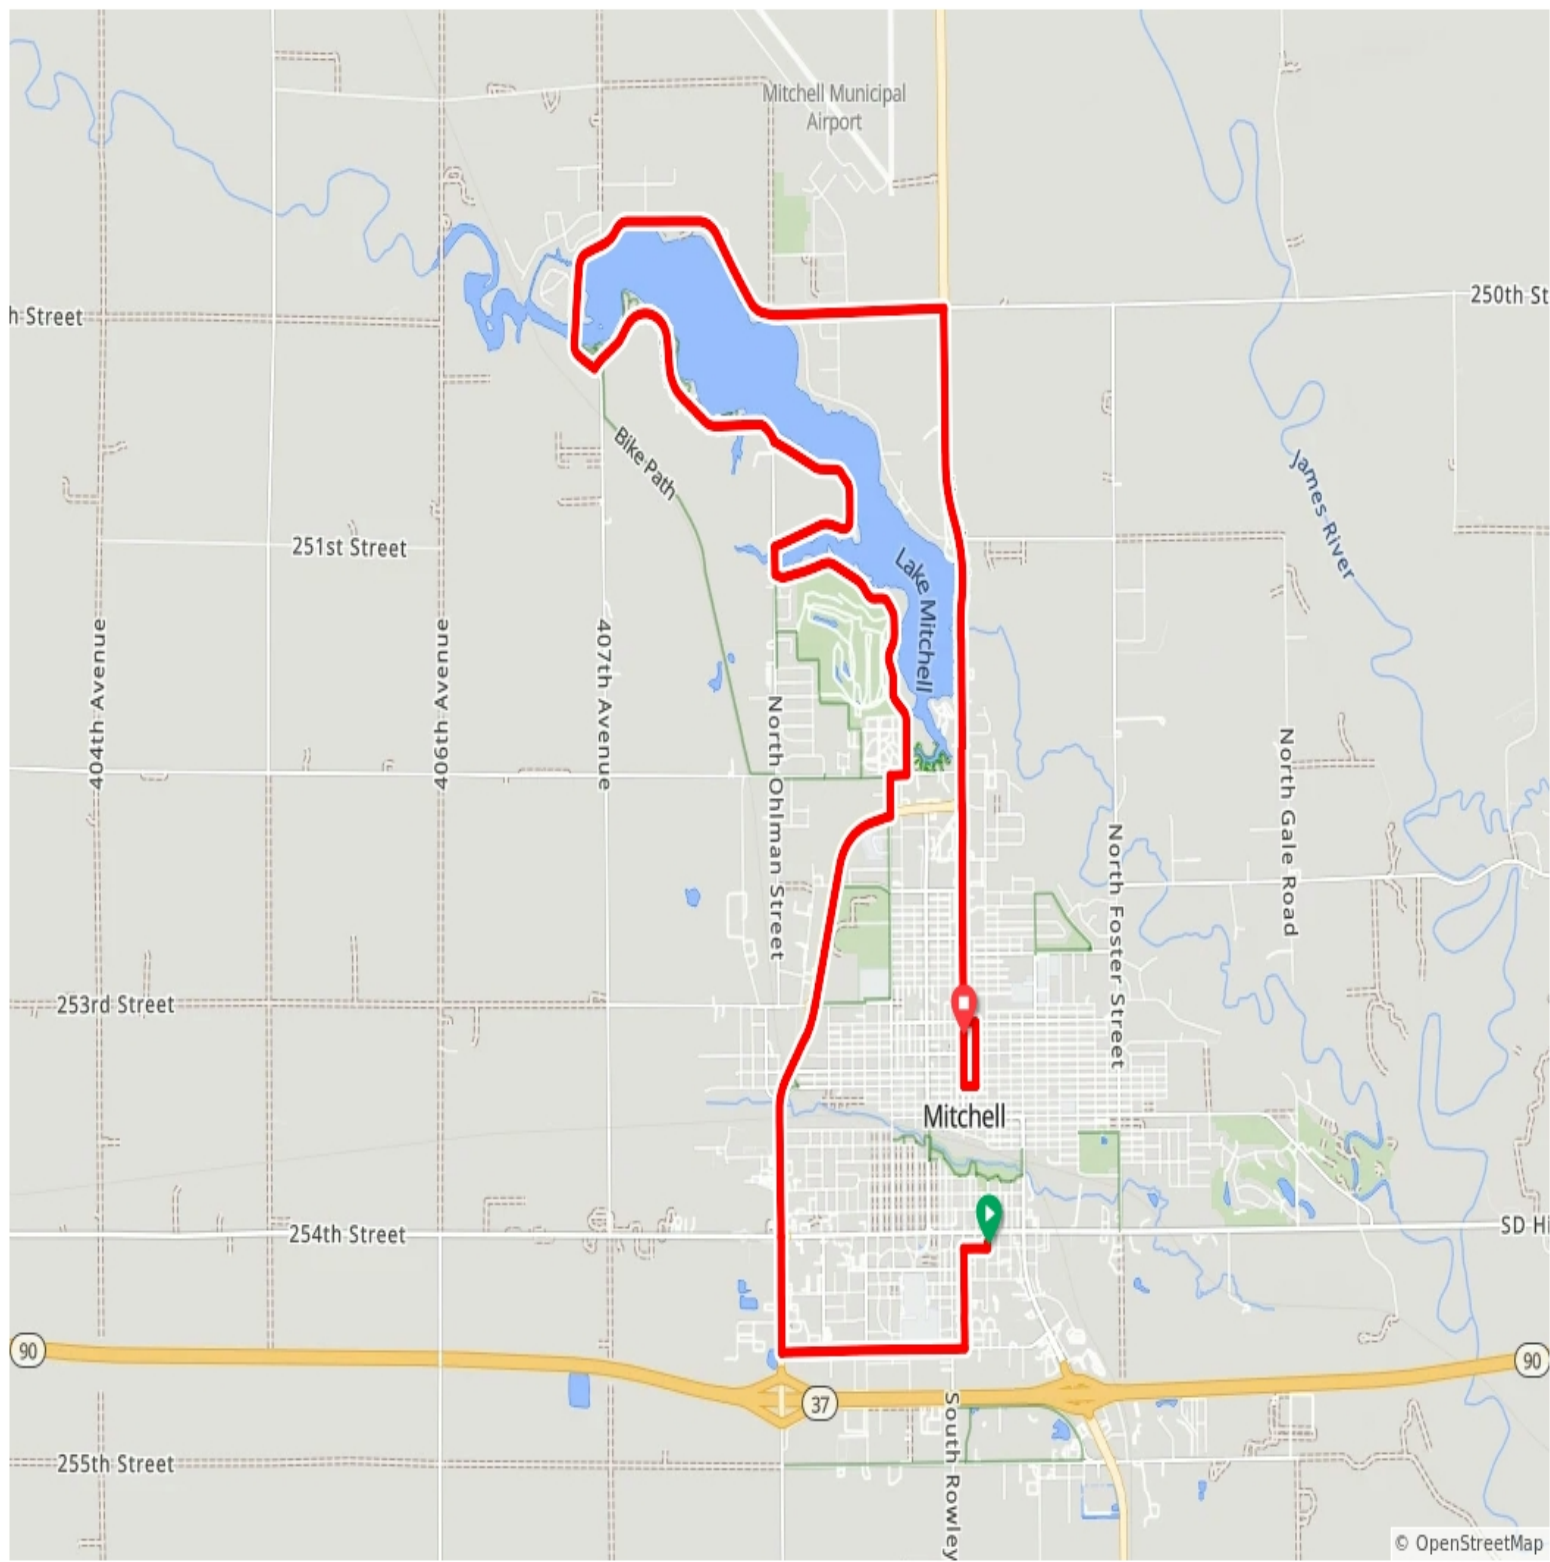 Mitchell Municipal
Airport
250th St
h Street
Bike Path
James River
251st Street
Lake Mitchell
404th Avenue
406th Avenue
407th Avenue
North Ohlman Street
North Gale Road
North Foster Street
253rd Street
Mitchell
254th Street
SD Hi
90
90
37
South Rowley
255th Street
© OpenStreetMap